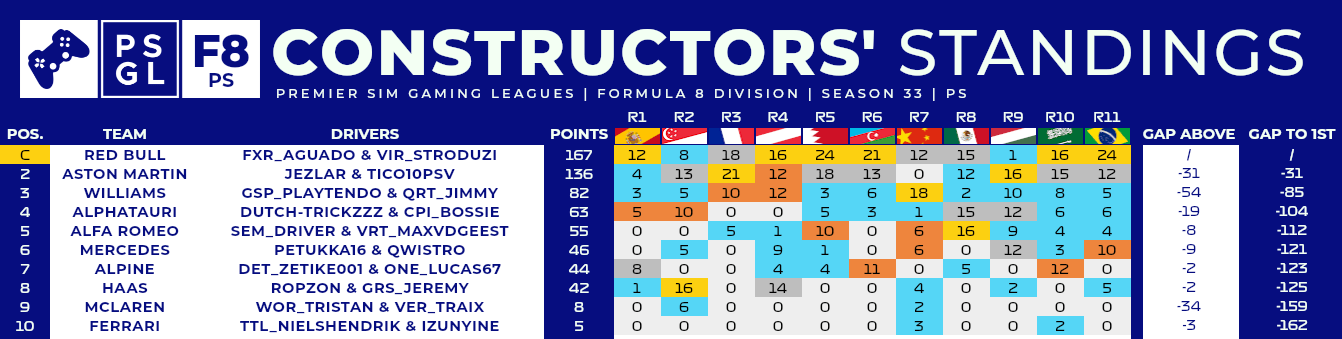 PS GL F8 PS CONSTRUCTORS' STANDINGS
PREMIER SIM GAMING LEAGUES | FORMULA 8 DIVISION | SEASON 33 | PS
R1 R2 R3 R4 R5 R6 R7 R8 R9 R10 R11
POS. TEAM DRIVERS POINTS GAP ABOVE GAP TO 1ST
C RED BULL FXR_AGUADO & VIR_STRODUZI 167 12 8 18 16 24 21 12 15 1 16 24 / /
2 ASTON MARTIN JEZLAR & TICO10PSV 136 4 13 21 12 18 13 0 12 16 15 12 -31 -31
3 WILLIAMS GSP_PLAYTENDO & QRT_JIMMY 82 3 5 10 12 3 6 18 2 10 8 5 -54 -85
4 ALPHATAURI DUTCH-TRICKZZZ & CPI_BOSSIE 63 5 10 0 0 5 3 1 15 12 6 6 -19 -104
5 ALFA ROMEO SEM_DRIVER & VRT_MAXVDGEEST 55 0 0 5 1 10 0 6 16 9 4 4 -8 -112
6 MERCEDES PETUKKA16 & QWISTRO 46 0 5 0 9 1 0 6 0 12 3 10 -9 -121
7 ALPINE DET_ZETIKE001 & ONE_LUCAS67 44 8 0 0 4 4 11 0 5 0 12 0 -2 -123
8 HAAS ROPZON & GRS_JEREMY 42 1 16 0 14 0 0 4 0 2 0 5 -2 -125
9 MCLAREN WOR_TRISTAN & VER_TRAIX 8 0 6 0 0 0 0 2 0 0 0 0 -34 -159
10 FERRARI TTL_NIELSHENDRIK & IZUNYINE 5 0 0 0 0 0 0 3 0 0 2 0 -3 -162